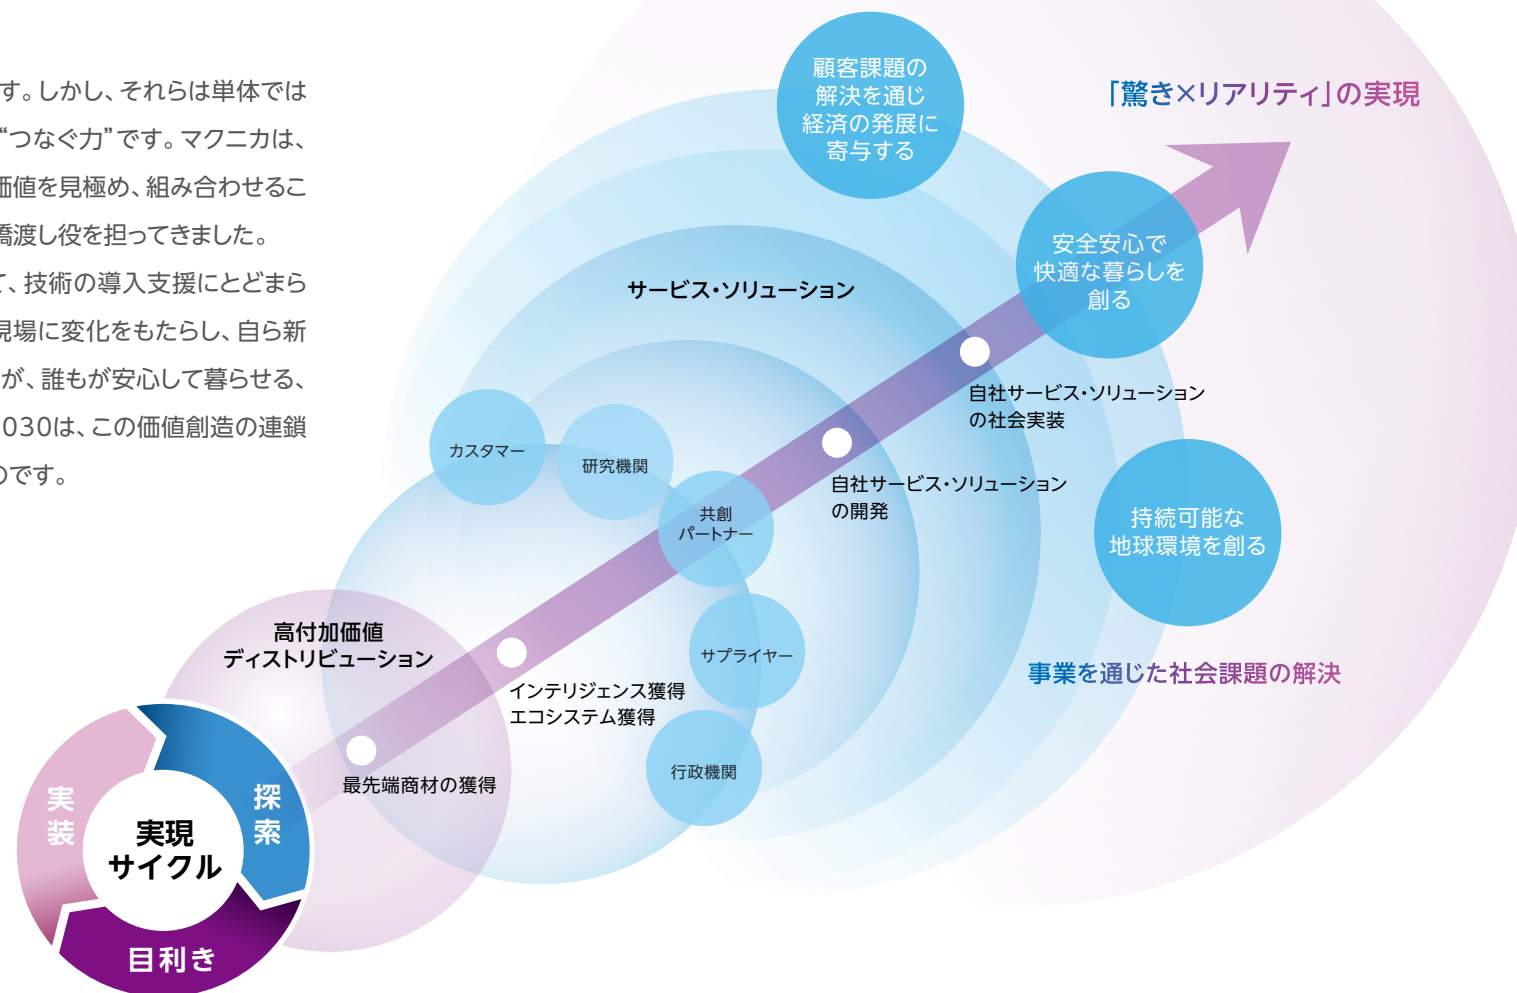 す。しかし、それらは単体では
“つなぐ力”です。マクニカは、
価値を見極め、組み合わせるこ
橋渡し役を担ってきました。
て、技術の導入支援にとどまら
現場に変化をもたらし、自ら新
が、誰もが安心して暮らせる、
030は、この価値創造の連鎖
のです。
顧客課題の
解決を通じ
経済の発展に
寄与する
「驚き×リアリティ」の実現
安全安心で
快適な暮らしを
創る
サービス・ソリューション
自社サービス・ソリューション
の社会実装
カスタマー
研究機関
自社サービス・ソリューション
の開発
共創
パートナー
持続可能な
地球環境を創る
高付加価値
ディストリビューション
サプライヤー
事業を通じた社会課題の解決
インテリジェンス獲得
エコシステム獲得
行政機関
最先端商材の獲得
実装
探索
実現
サイクル
目利き